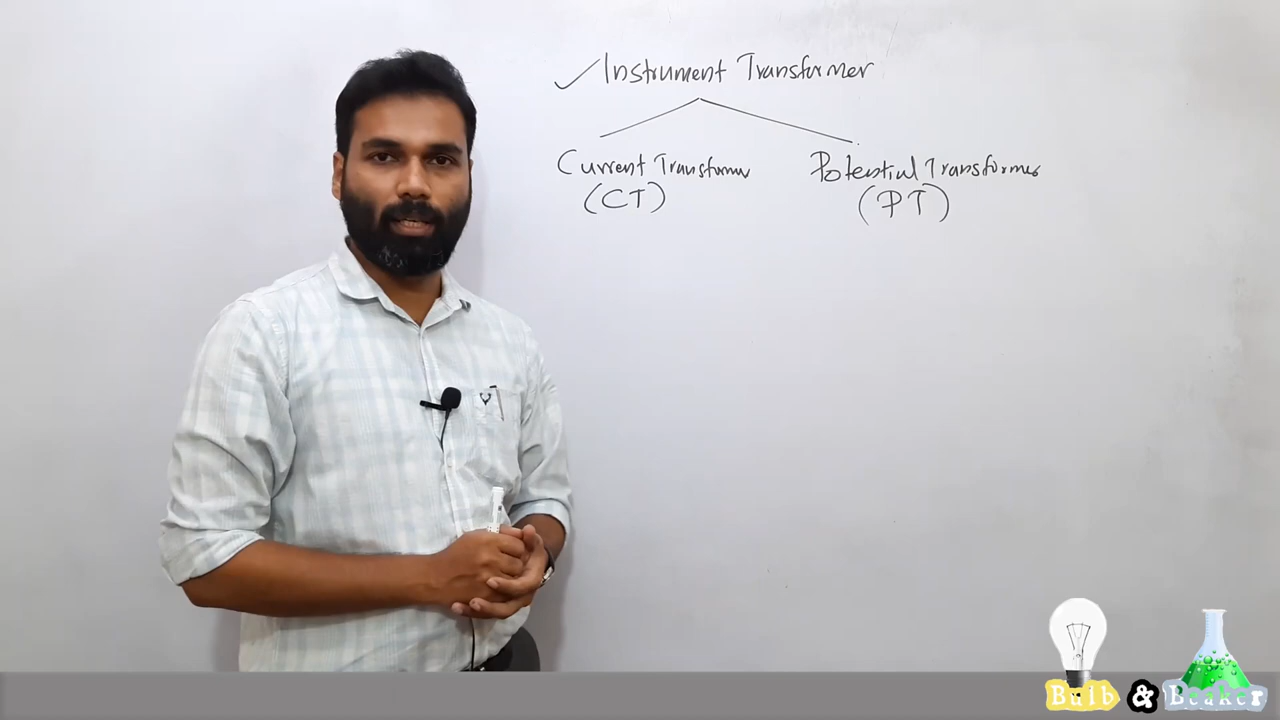 Instrument Transformer
Current Transformer
(CT)
Potential Transformer
(PT)
Bulb & Beaker